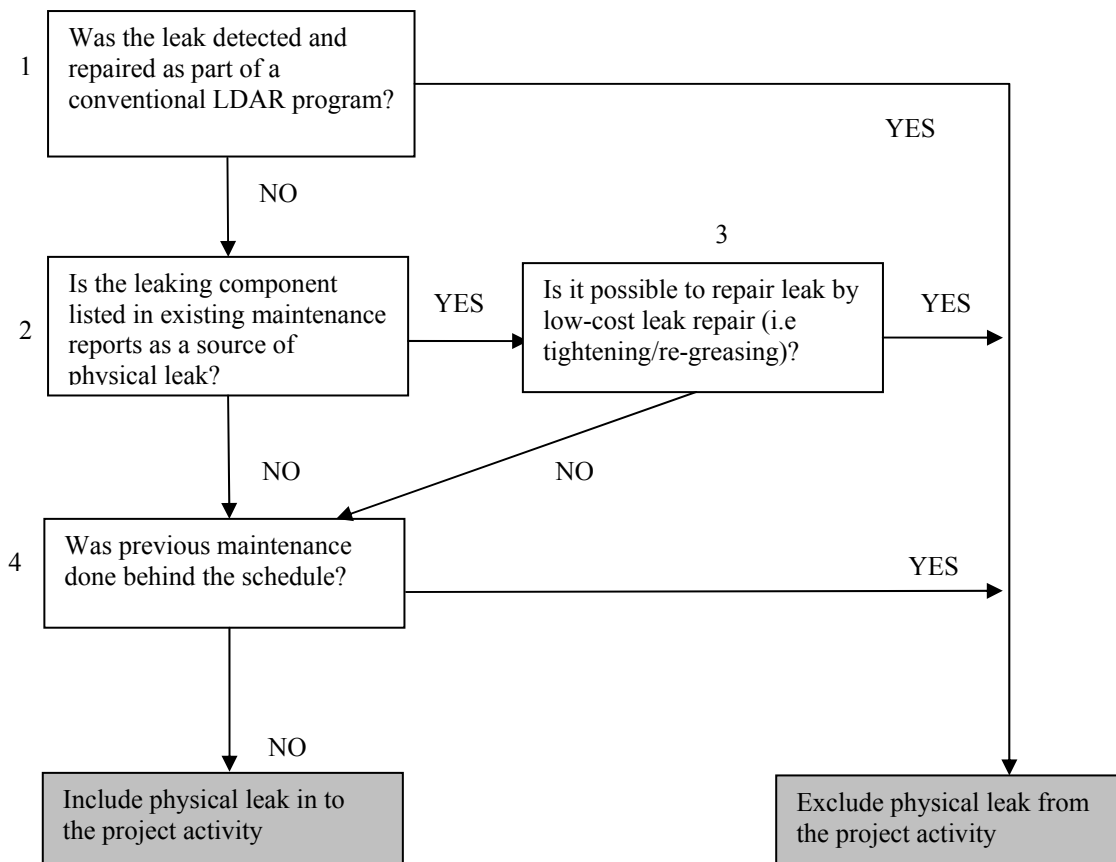 1
Was the leak detected and
repaired as part of a
conventional LDAR program?
YES
NO
3
2
Is the leaking component
listed in existing maintenance
reports as a source of
physical leak?
YES
Is it possible to repair leak by
low-cost leak repair (i.e
tightening/re-greasing)?
YES
NO
NO
4
Was previous maintenance
done behind the schedule?
YES
NO
Include physical leak in to
the project activity
Exclude physical leak from
the project activity